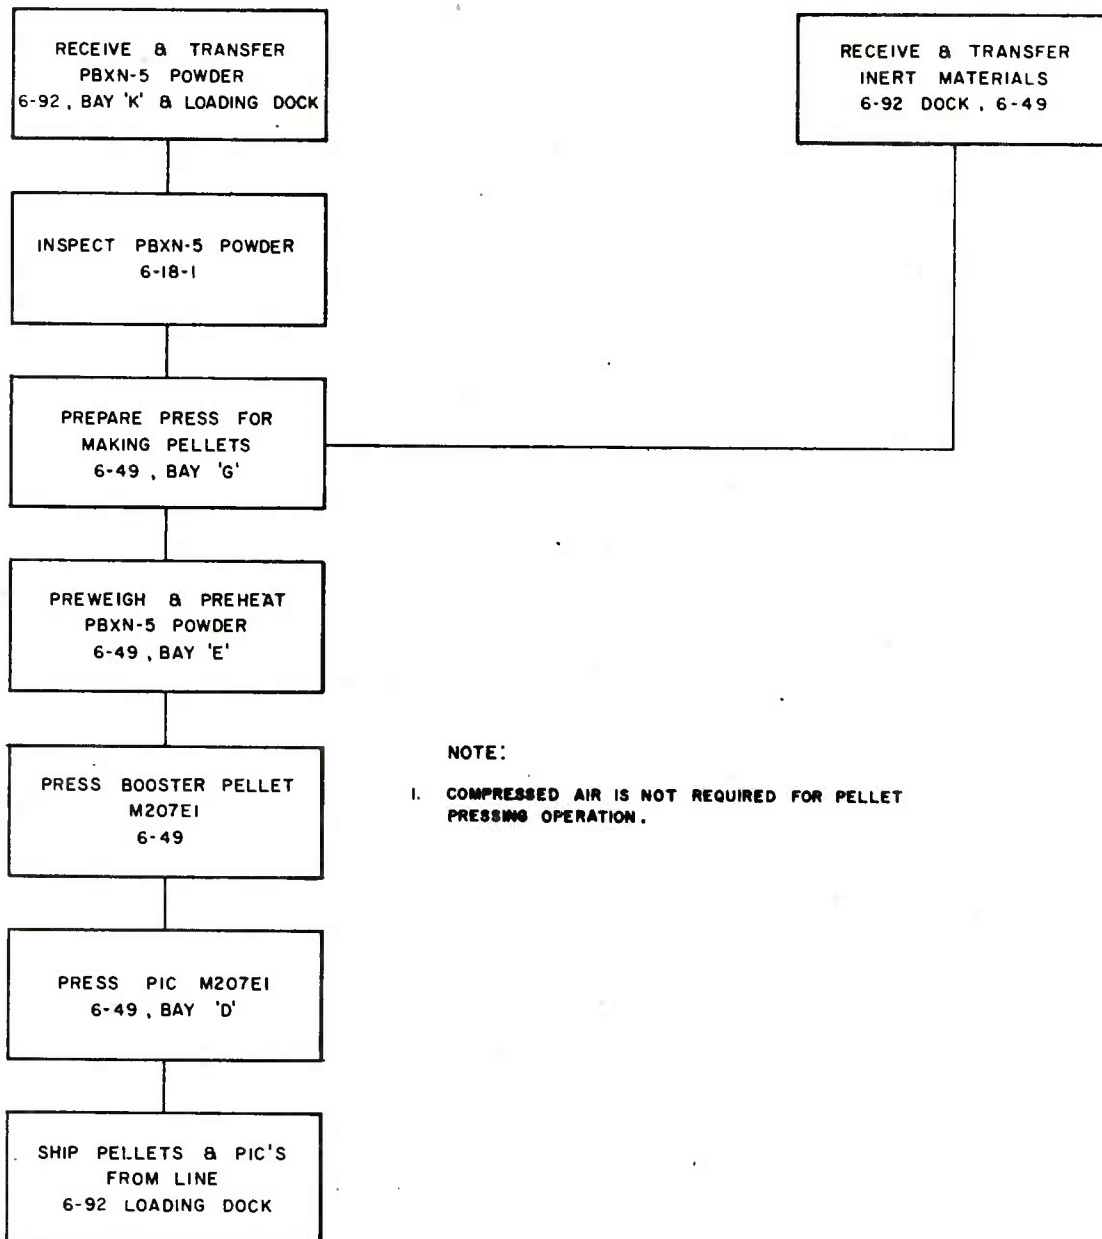 RECEIVE & TRANSFER
PBXN-5 POWDER
6-92, BAY 'K' & LOADING DOCK
RECEIVE & TRANSFER
INERT MATERIALS
6-92 DOCK, 6-49
INSPECT PBXN-5 POWDER
6-18-1
PREPARE PRESS FOR
MAKING PELLETS
6-49, BAY 'G'
PREWEIGH & PREHEAT
PBXN-5 POWDER
6-49, BAY 'E'
PRESS BOOSTER PELLET
M207E1
6-49
NOTE:
1. COMPRESSED AIR IS NOT REQUIRED FOR PELLET
PRESSING OPERATION.
PRESS PIC M207E1
6-49, BAY 'D'
SHIP PELLETS & PIC'S
FROM LINE
6-92 LOADING DOCK